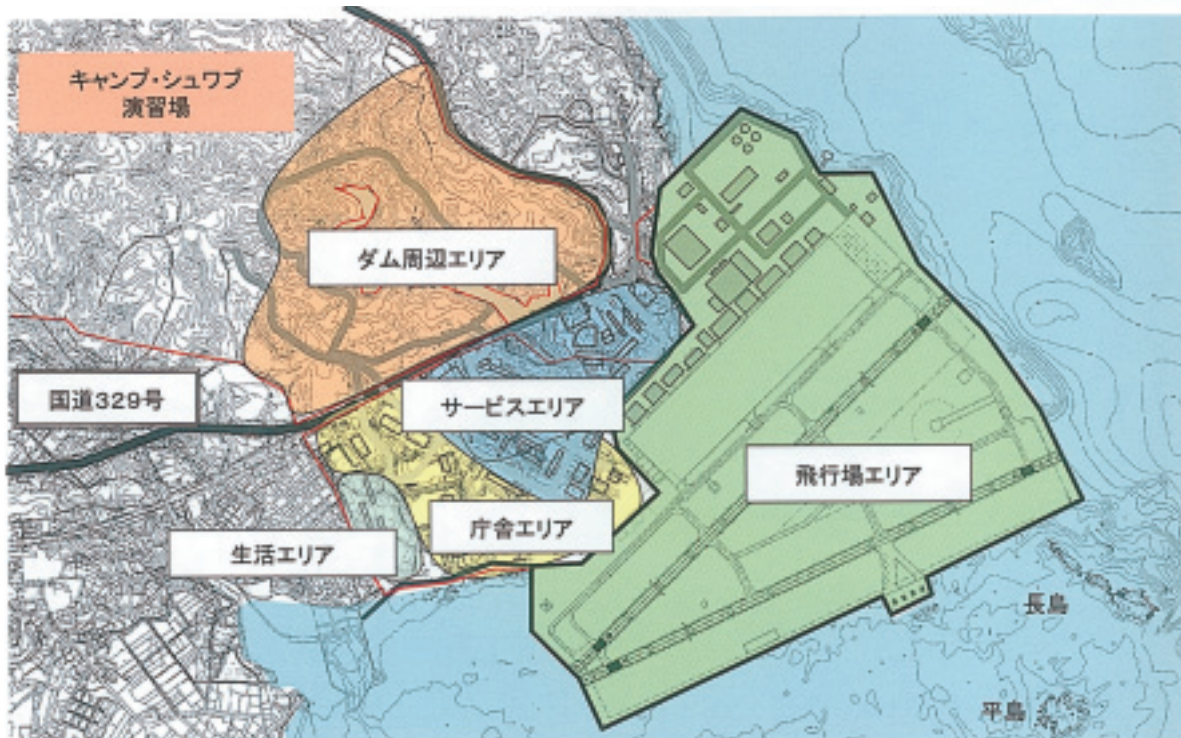 キャンプ・シュワブ
演習場
ダム周辺エリア
国道329号
サービスエリア
飛行場エリア
庁舎エリア
生活エリア
長島
平島